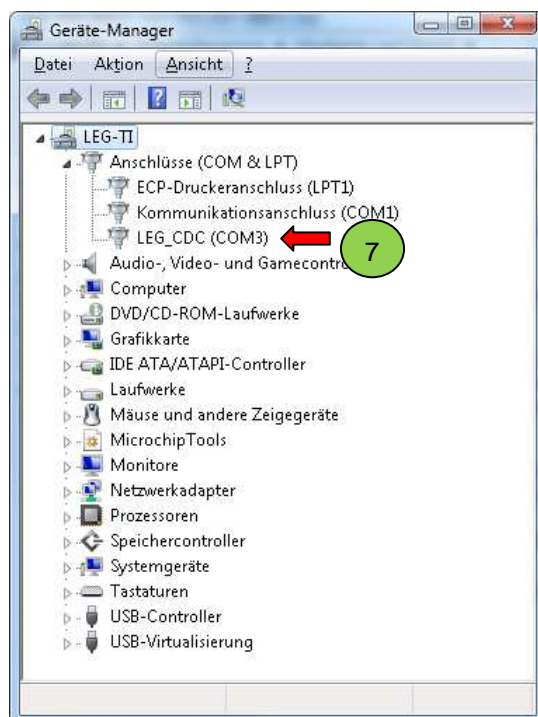 Geräte-Manager
Datei Aktion Ansicht ?
LEG-TI
Anschlüsse (COM & LPT)
ECP-Druckeranschluss (LPT1)
Kommunikationsanschluss (COM1)
LEG_CDC (COM3)
7
Audio-, Video- und Gamecontro
Computer
DVD/CD-ROM-Laufwerke
Grafikkarte
IDE ATA/ATAPI-Controller
Laufwerke
Mäuse und andere Zeigegeräte
MicrochipTools
Monitore
Netzwerkadapter
Prozessoren
Speichercontroller
Systemgeräte
Tastaturen
USB-Controller
USB-Virtualisierung